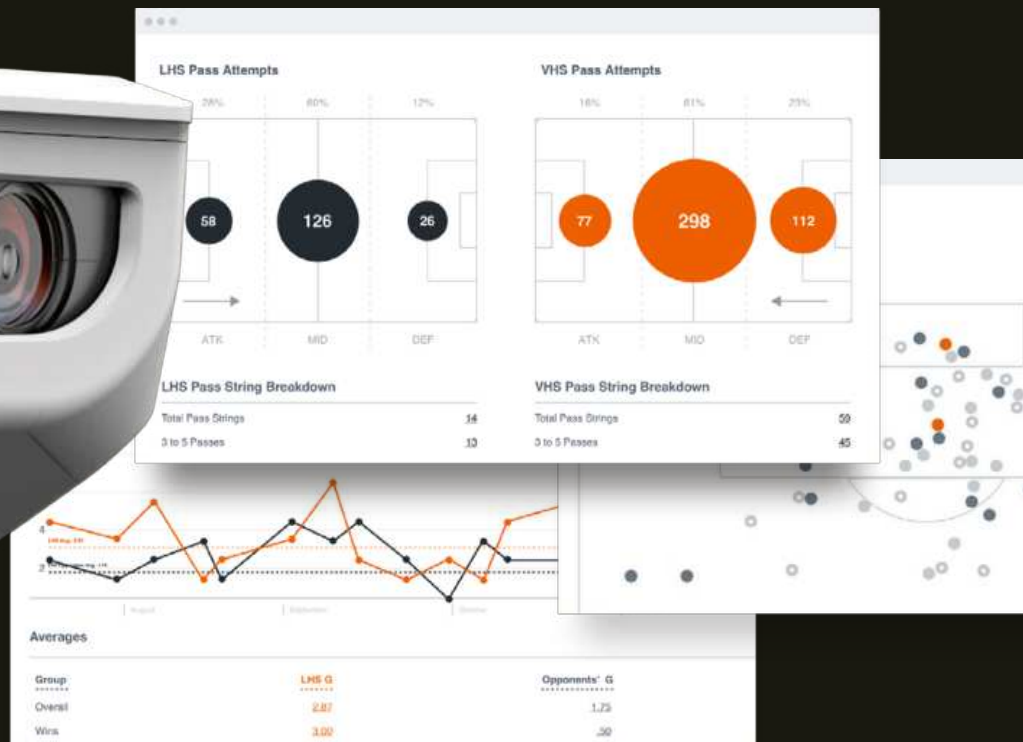 LHS Pass Attempts VHS Pass Attempts
28% 60% 12% 16% 61% 23%
58 126 26 77 298 112
ATK MID DEF ATK MID DEF
LHS Pass String Breakdown VHS Pass String Breakdown
Total Pass Strings 14 Total Pass Strings 59
3 to 5 Passes 13 3 to 5 Passes 45
4
2
August September October
Averages
Group LHS G Opponents' G
Overall 2.87 1.75
Wins 3.00 .50